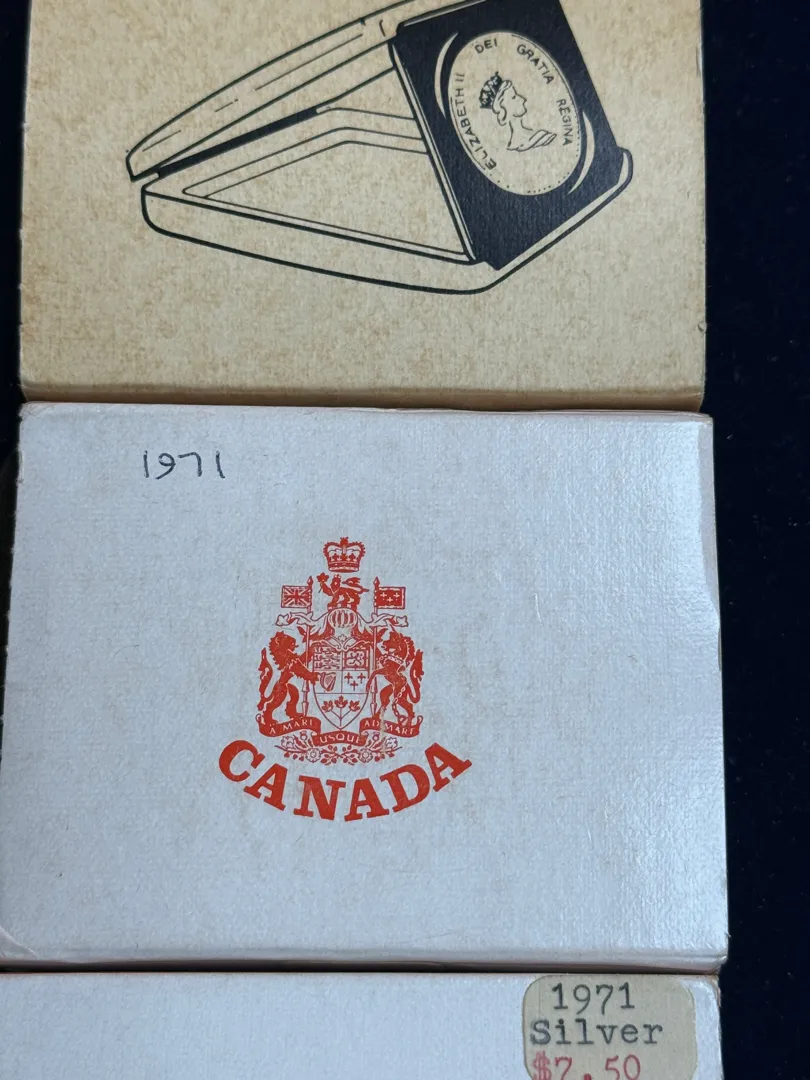 ELIZABETH II DEI GRATIA REGINA
1971
A MARI USQUE AD MARE
CANADA
1971
Silver
$7.50